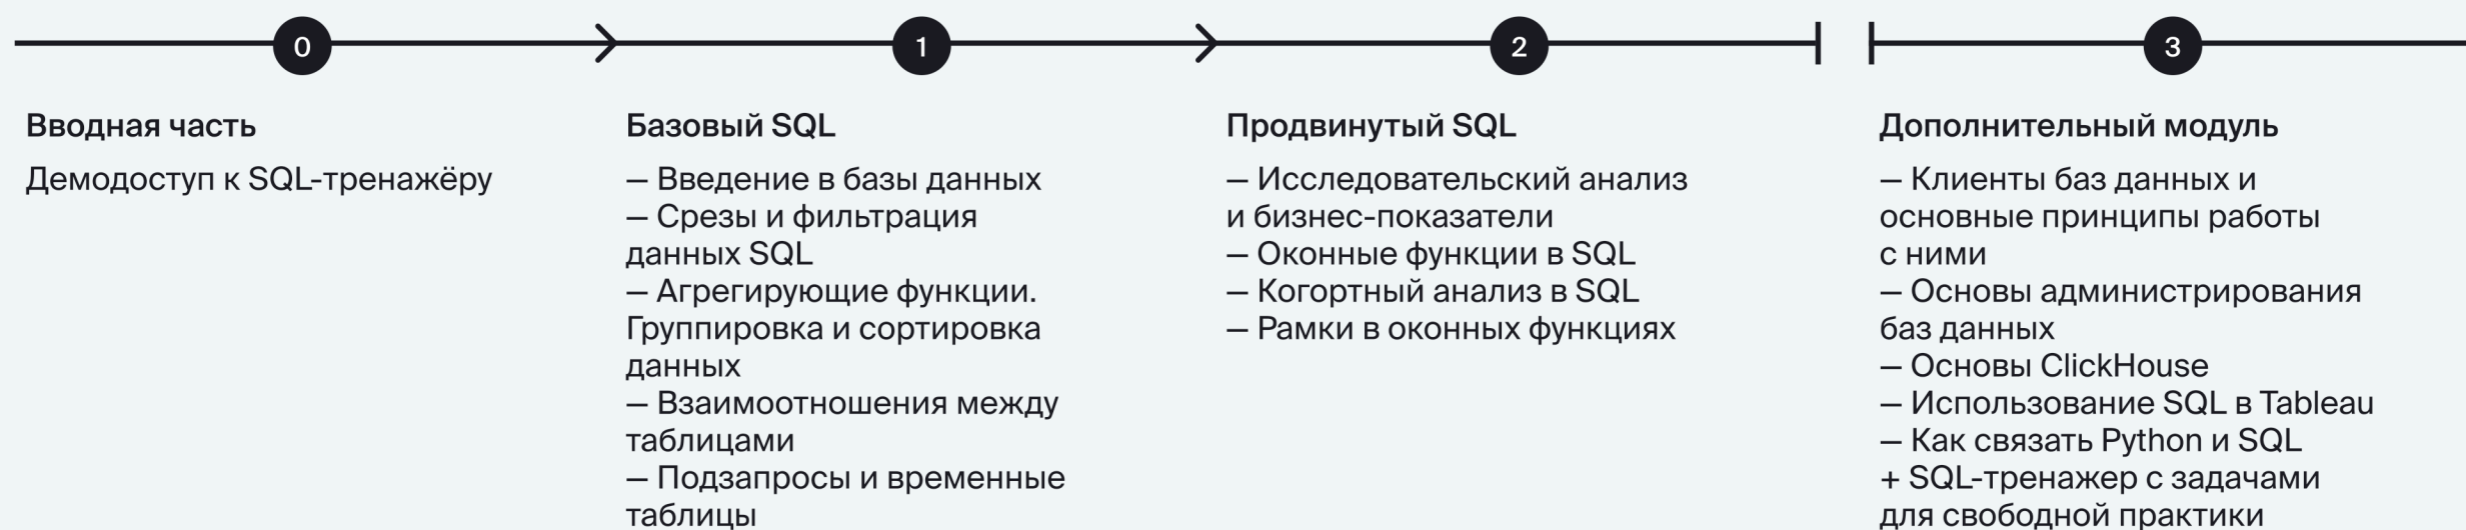 0
1
2
3
Вводная часть
Демодоступ к SQL-тренажёру
Базовый SQL
— Введение в базы данных
— Срезы и фильтрация
данных SQL
— Агрегирующие функции.
Группировка и сортировка
данных
— Взаимоотношения между
таблицами
— Подзапросы и временные
таблицы
Продвинутый SQL
— Исследовательский анализ
и бизнес-показатели
— Оконные функции в SQL
— Когортный анализ в SQL
— Рамки в оконных функциях
Дополнительный модуль
— Клиенты баз данных и
основные принципы работы
с ними
— Основы администрирования
баз данных
— Основы ClickHouse
— Использование SQL в Tableau
— Как связать Python и SQL
+ SQL-тренажер с задачами
для свободной практики